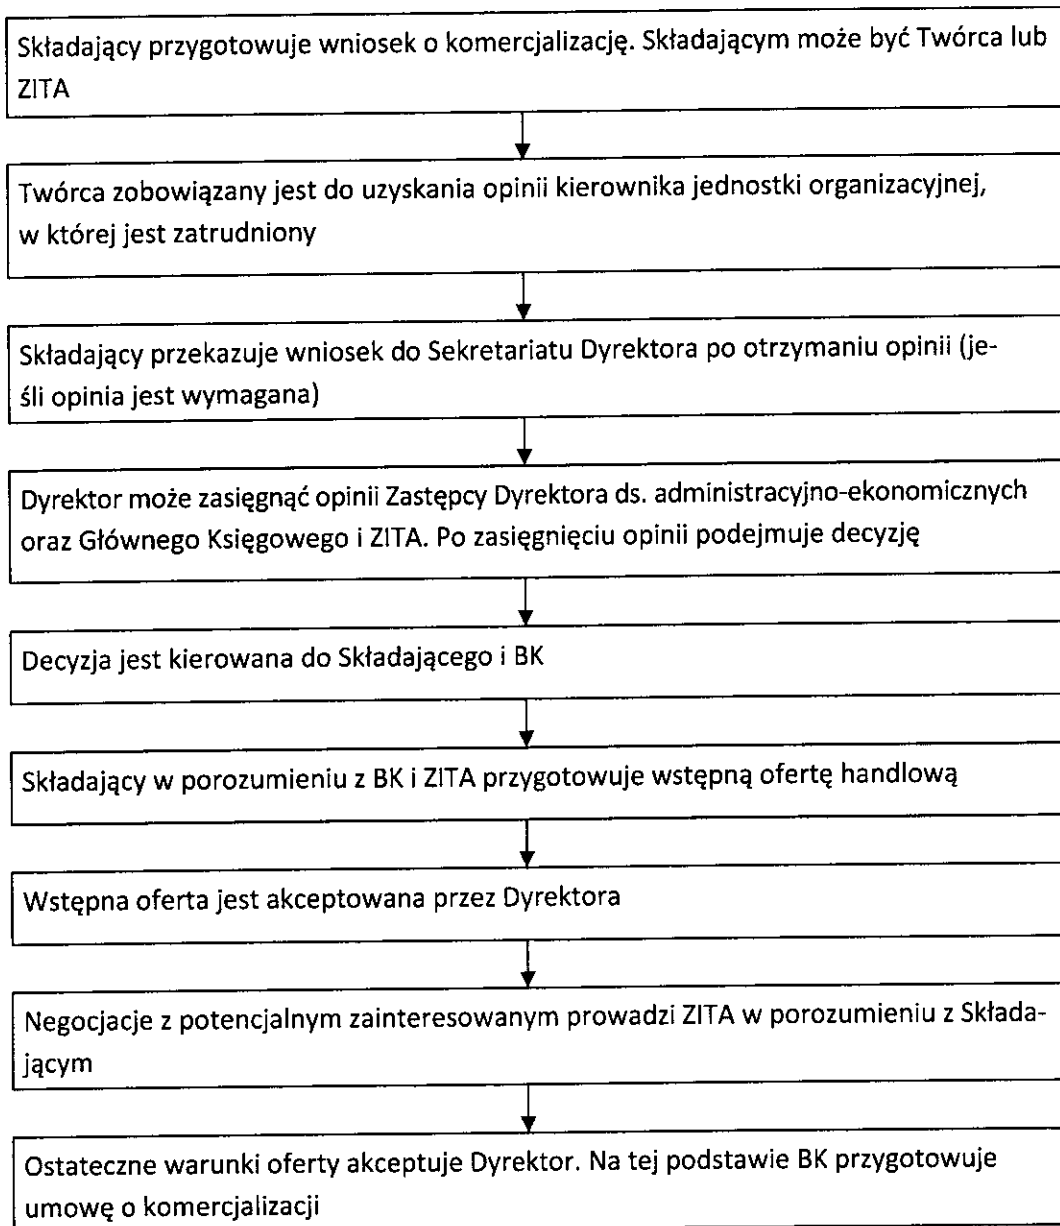 Składający przygotowuje wniosek o komercjalizację. Składającym może być Twórca lub
ZITA
Twórca zobowiązany jest do uzyskania opinii kierownika jednostki organizacyjnej,
w której jest zatrudniony
Składający przekazuje wniosek do Sekretariatu Dyrektora po otrzymaniu opinii (je-
śli opinia jest wymagana)
Dyrektor może zasięgnąć opinii Zastępcy Dyrektora ds. administracyjno-ekonomicznych
oraz Głównego Księgowego i ZITA. Po zasięgnięciu opinii podejmuje decyzję
Decyzja jest kierowana do Składającego i BK
Składający w porozumieniu z BK i ZITA przygotowuje wstępną ofertę handlową
Wstępna oferta jest akceptowana przez Dyrektora
Negocjacje z potencjalnym zainteresowanym prowadzi ZITA w porozumieniu z Składa-
jącym
Ostateczne warunki oferty akceptuje Dyrektor. Na tej podstawie BK przygotowuje
umowę o komercjalizacji